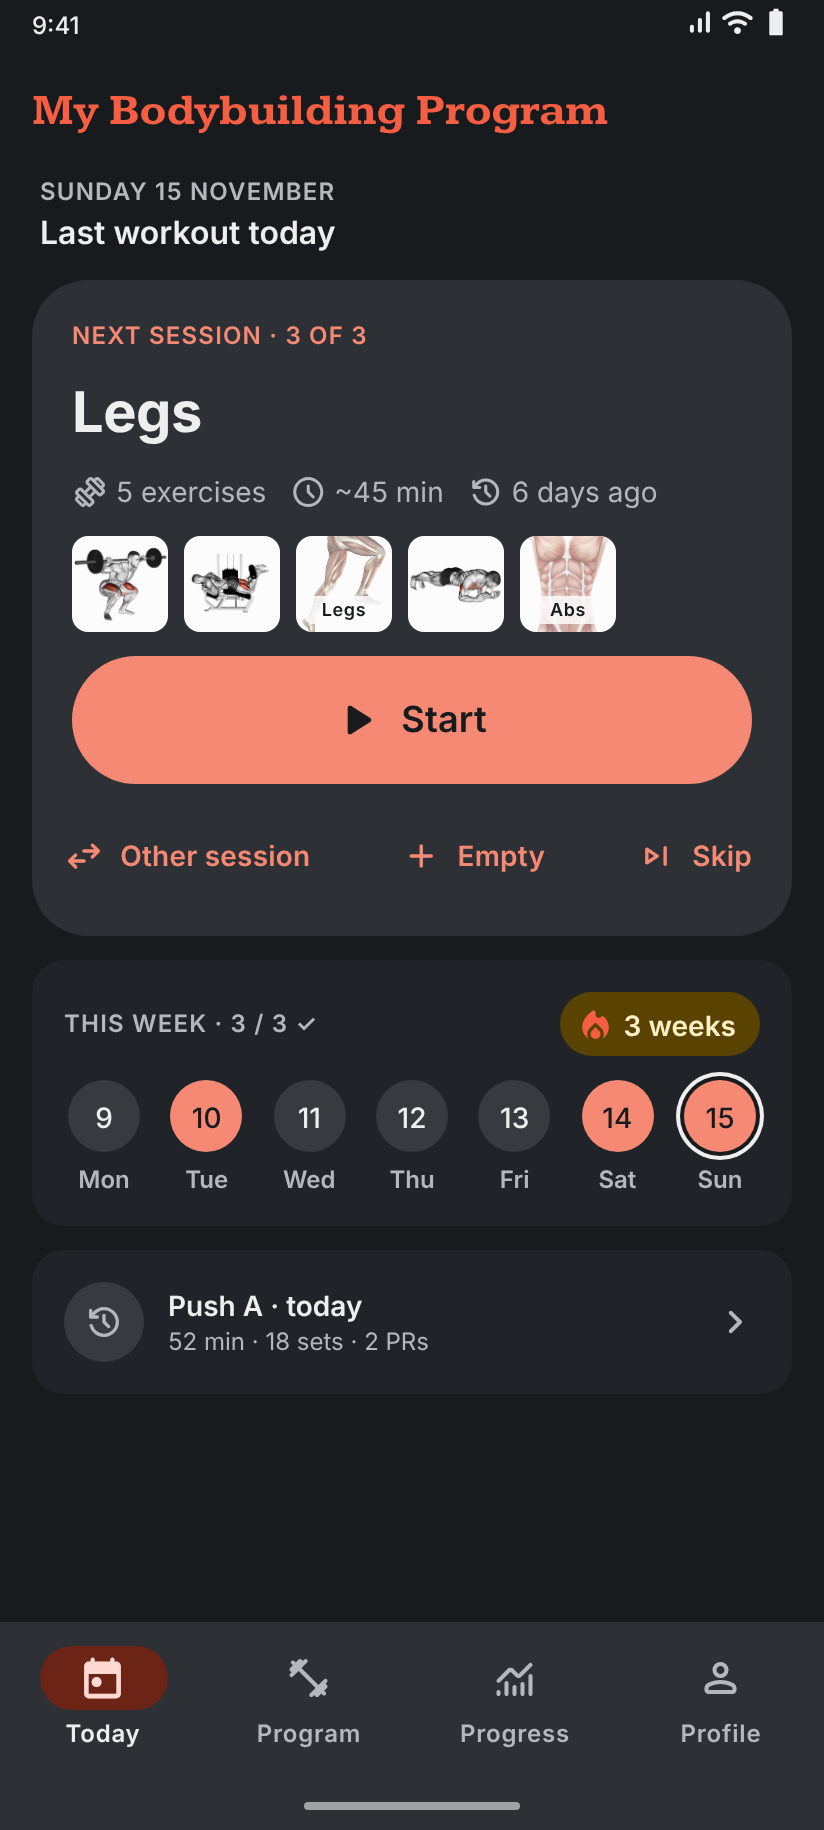 9:41
My Bodybuilding Program
SUNDAY 15 NOVEMBER
Last workout today
NEXT SESSION · 3 OF 3
Legs
5 exercises ~45 min 6 days ago
Legs Abs
Start
Other session Empty Skip
THIS WEEK · 3 / 3 ✓ 3 weeks
9 10 11 12 13 14 15
Mon Tue Wed Thu Fri Sat Sun
Push A · today
52 min · 18 sets · 2 PRs
Today Program Progress Profile